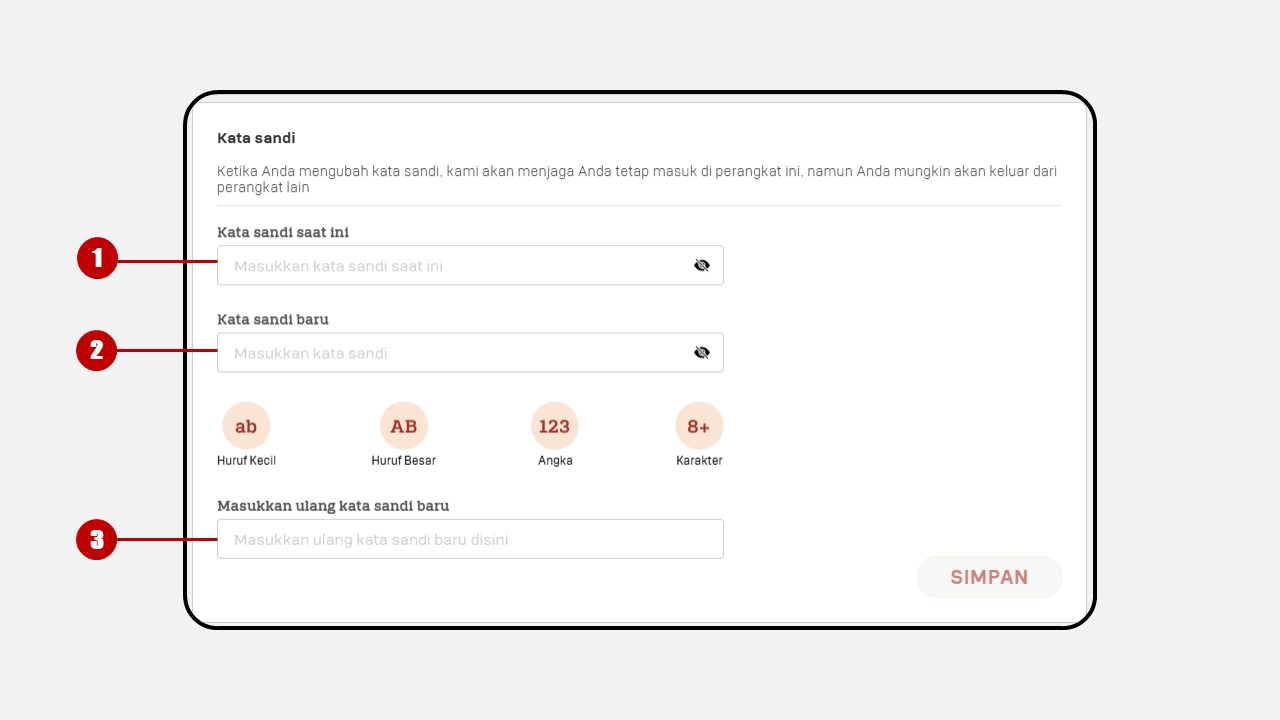 Kata sandi
Ketika Anda mengubah kata sandi, kami akan menjaga Anda tetap masuk di perangkat ini, namun Anda mungkin akan keluar dari
perangkat lain
Kata sandi saat ini
1
Masukkan kata sandi saat ini
Kata sandi baru
2
Masukkan kata sandi
ab AB 123 8+
Huruf Kecil Huruf Besar Angka Karakter
Masukkan ulang kata sandi baru
3
Masukkan ulang kata sandi baru disini
SIMPAN